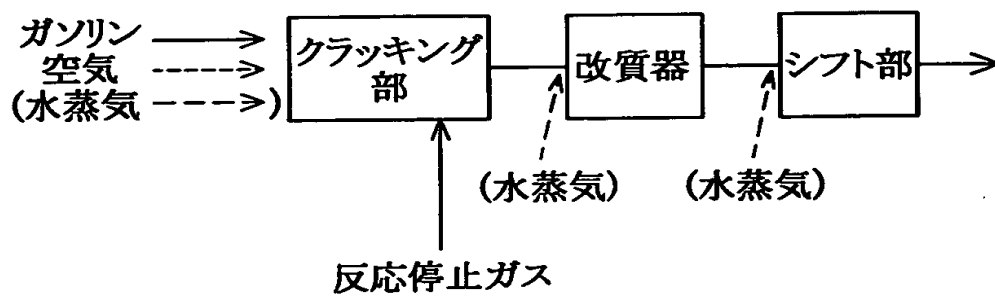 ガソリン
空気
(水蒸気)
クラッキング
部
改質器
シフト部
(水蒸気)
(水蒸気)
反応停止ガス